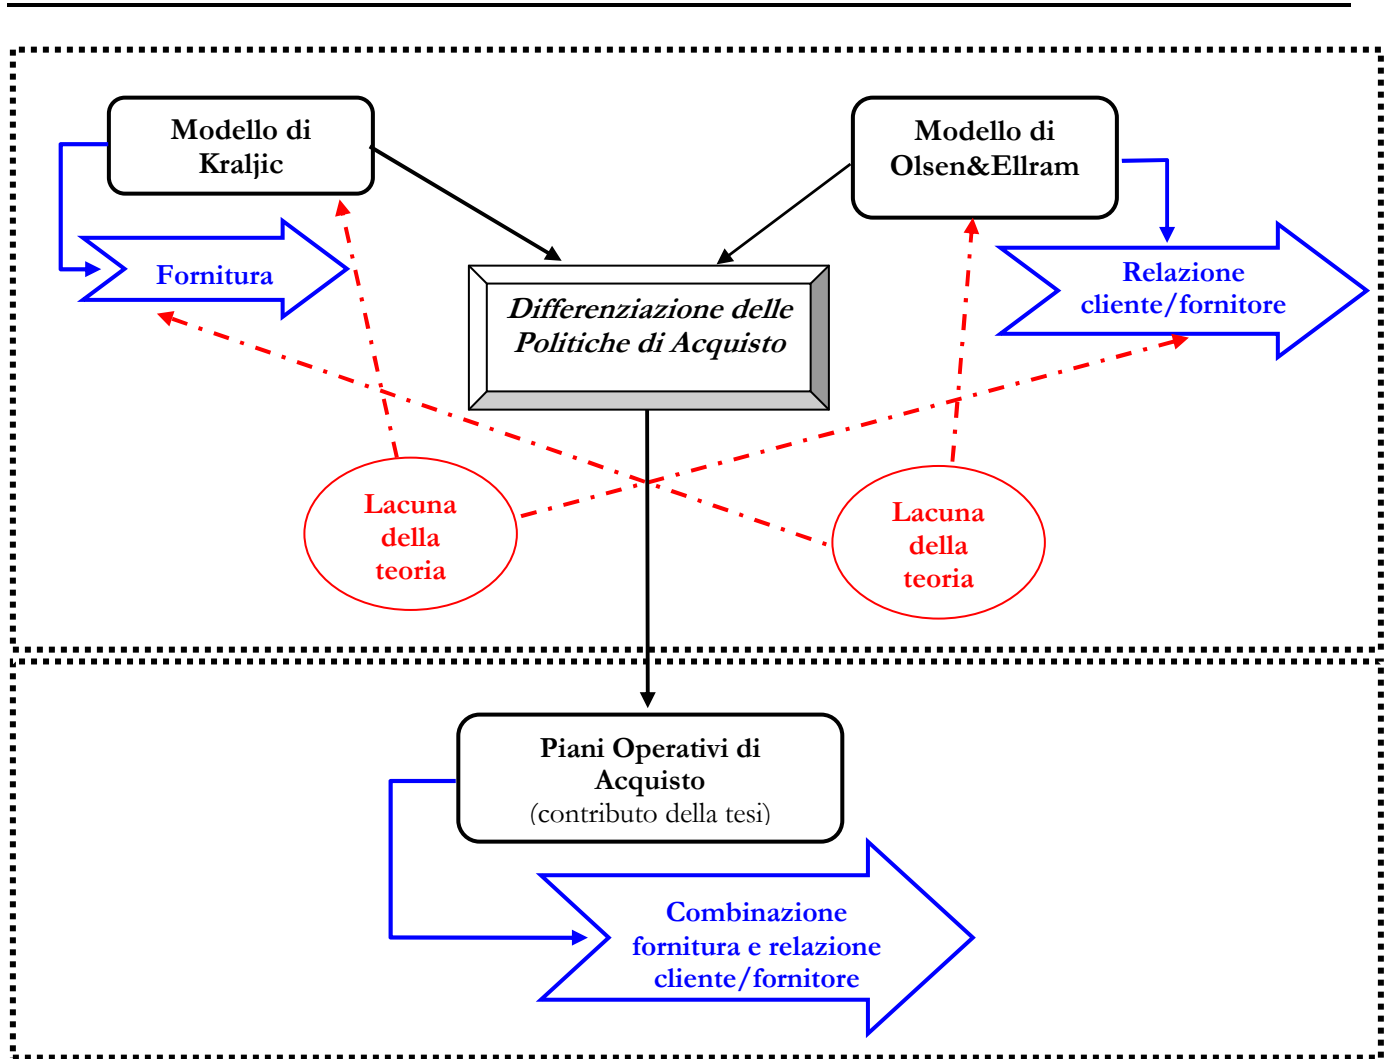 Modello di
Kraljic
Modello di
Olsen&Ellram
Fornitura
Relazione
cliente/fornitore
Differenziazione delle
Politiche di Acquisto
Lacuna
della
teoria
Lacuna
della
teoria
Piani Operativi di
Acquisto
(contributo della tesi)
Combinazione
fornitura e relazione
cliente/fornitore